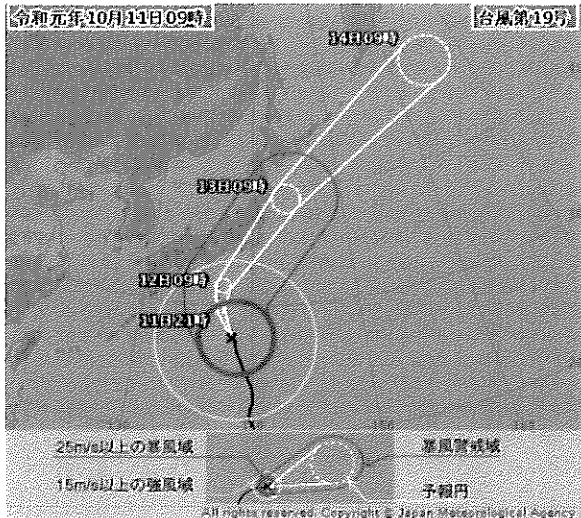 令和元年10月11日09時
台風第19号
14日09時
13日09時
12日09時
11日21時
150
25m/s以上の暴風域
暴風警戒域
15m/s以上の強風域
予報円
All rights reserved. Copyright © Japan Meteorological Agency